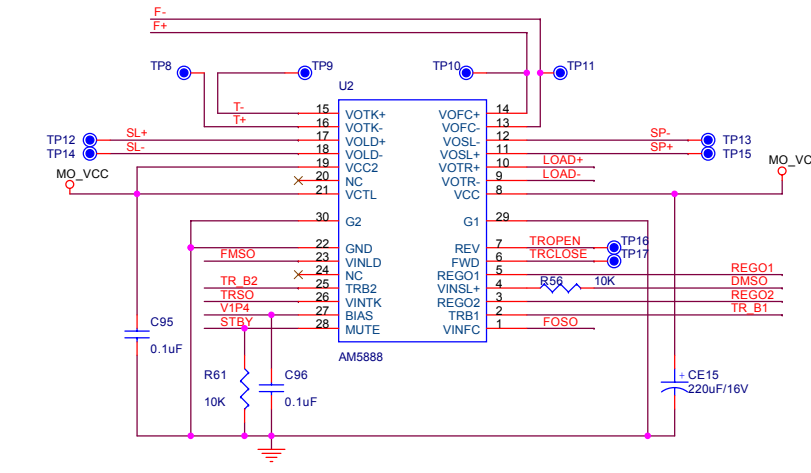 F-
F+
TP8
TP9
TP10
TP11
U2
T-
15
VOTK+
VOFC+
14
T+
16
VOTK-
VOFC-
13
TP12
SL+
17
VOLD+
VOSL-
12
SP-
TP13
TP14
SL-
18
VOLD-
VOSL+
11
SP+
TP15
19
VCC2
VOTR+
10
LOAD+
MO_VCC
20
NC
VOTR-
9
LOAD-
MO_VC
21
VCTL
VCC
8
30
G2
G1
29
22
GND
REV
7
TROPEN
TP16
FMSO
23
VINLD
FWD
6
TRCLOSE
TP17
24
NC
REGO1
5
REGO1
TR_B2
25
TRB2
VINSL+
4
R56
10K
DMSO
TRSO
26
VINTK
REGO2
3
REGO2
V1P4
27
BIAS
TRB1
2
TR_B1
STBY
28
MUTE
VINFC
1
FOSO
AM5888
C95
0.1uF
R61
10K
C96
0.1uF
+
CE15
220uF/16V